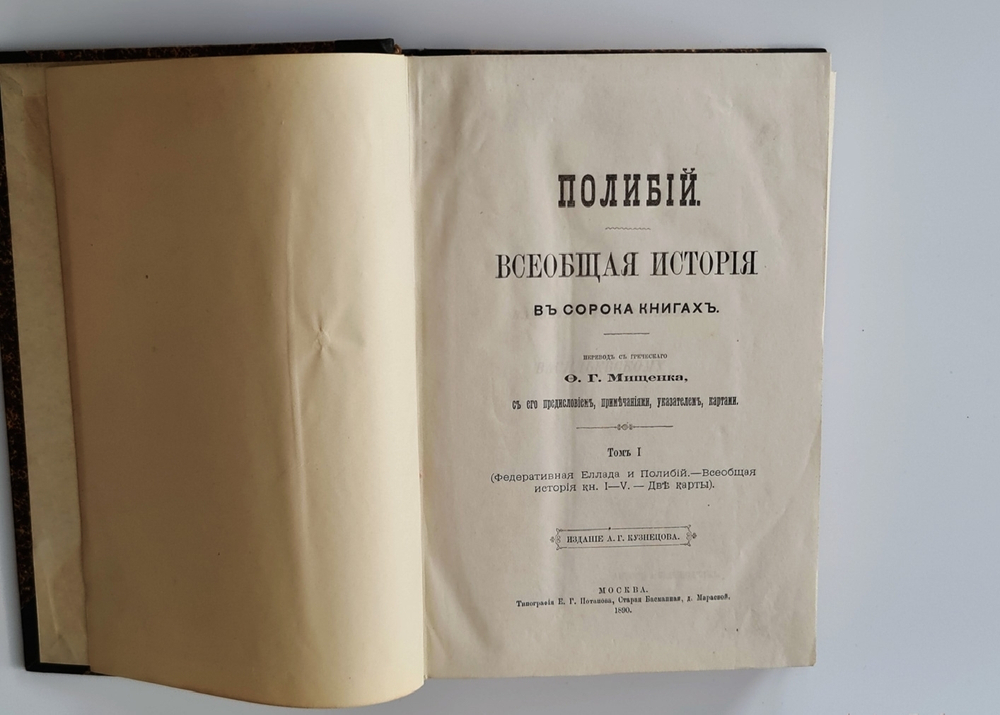 ПОЛИБІЙ.
ВСЕОБЩАЯ ИСТОРІЯ
ВЪ СОРОКА КНИГАХЪ.
ПЕРЕВОДЪ СЪ ГРЕЧЕСКАГО
Ѳ. Г. Мищенка,
съ его предисловіемъ, примѣчаніями, указателемъ, картами.
Томъ I
(Федеративная Еллада и Полибій.—Всеобщая
исторія кн. I—V. — Двѣ карты).
ИЗДАНІЕ А. Г. КУЗНЕЦОВА.
МОСКВА.
Типографія Е. Г. Потапова, Старая Басманная, д. Мараевой.
1890.